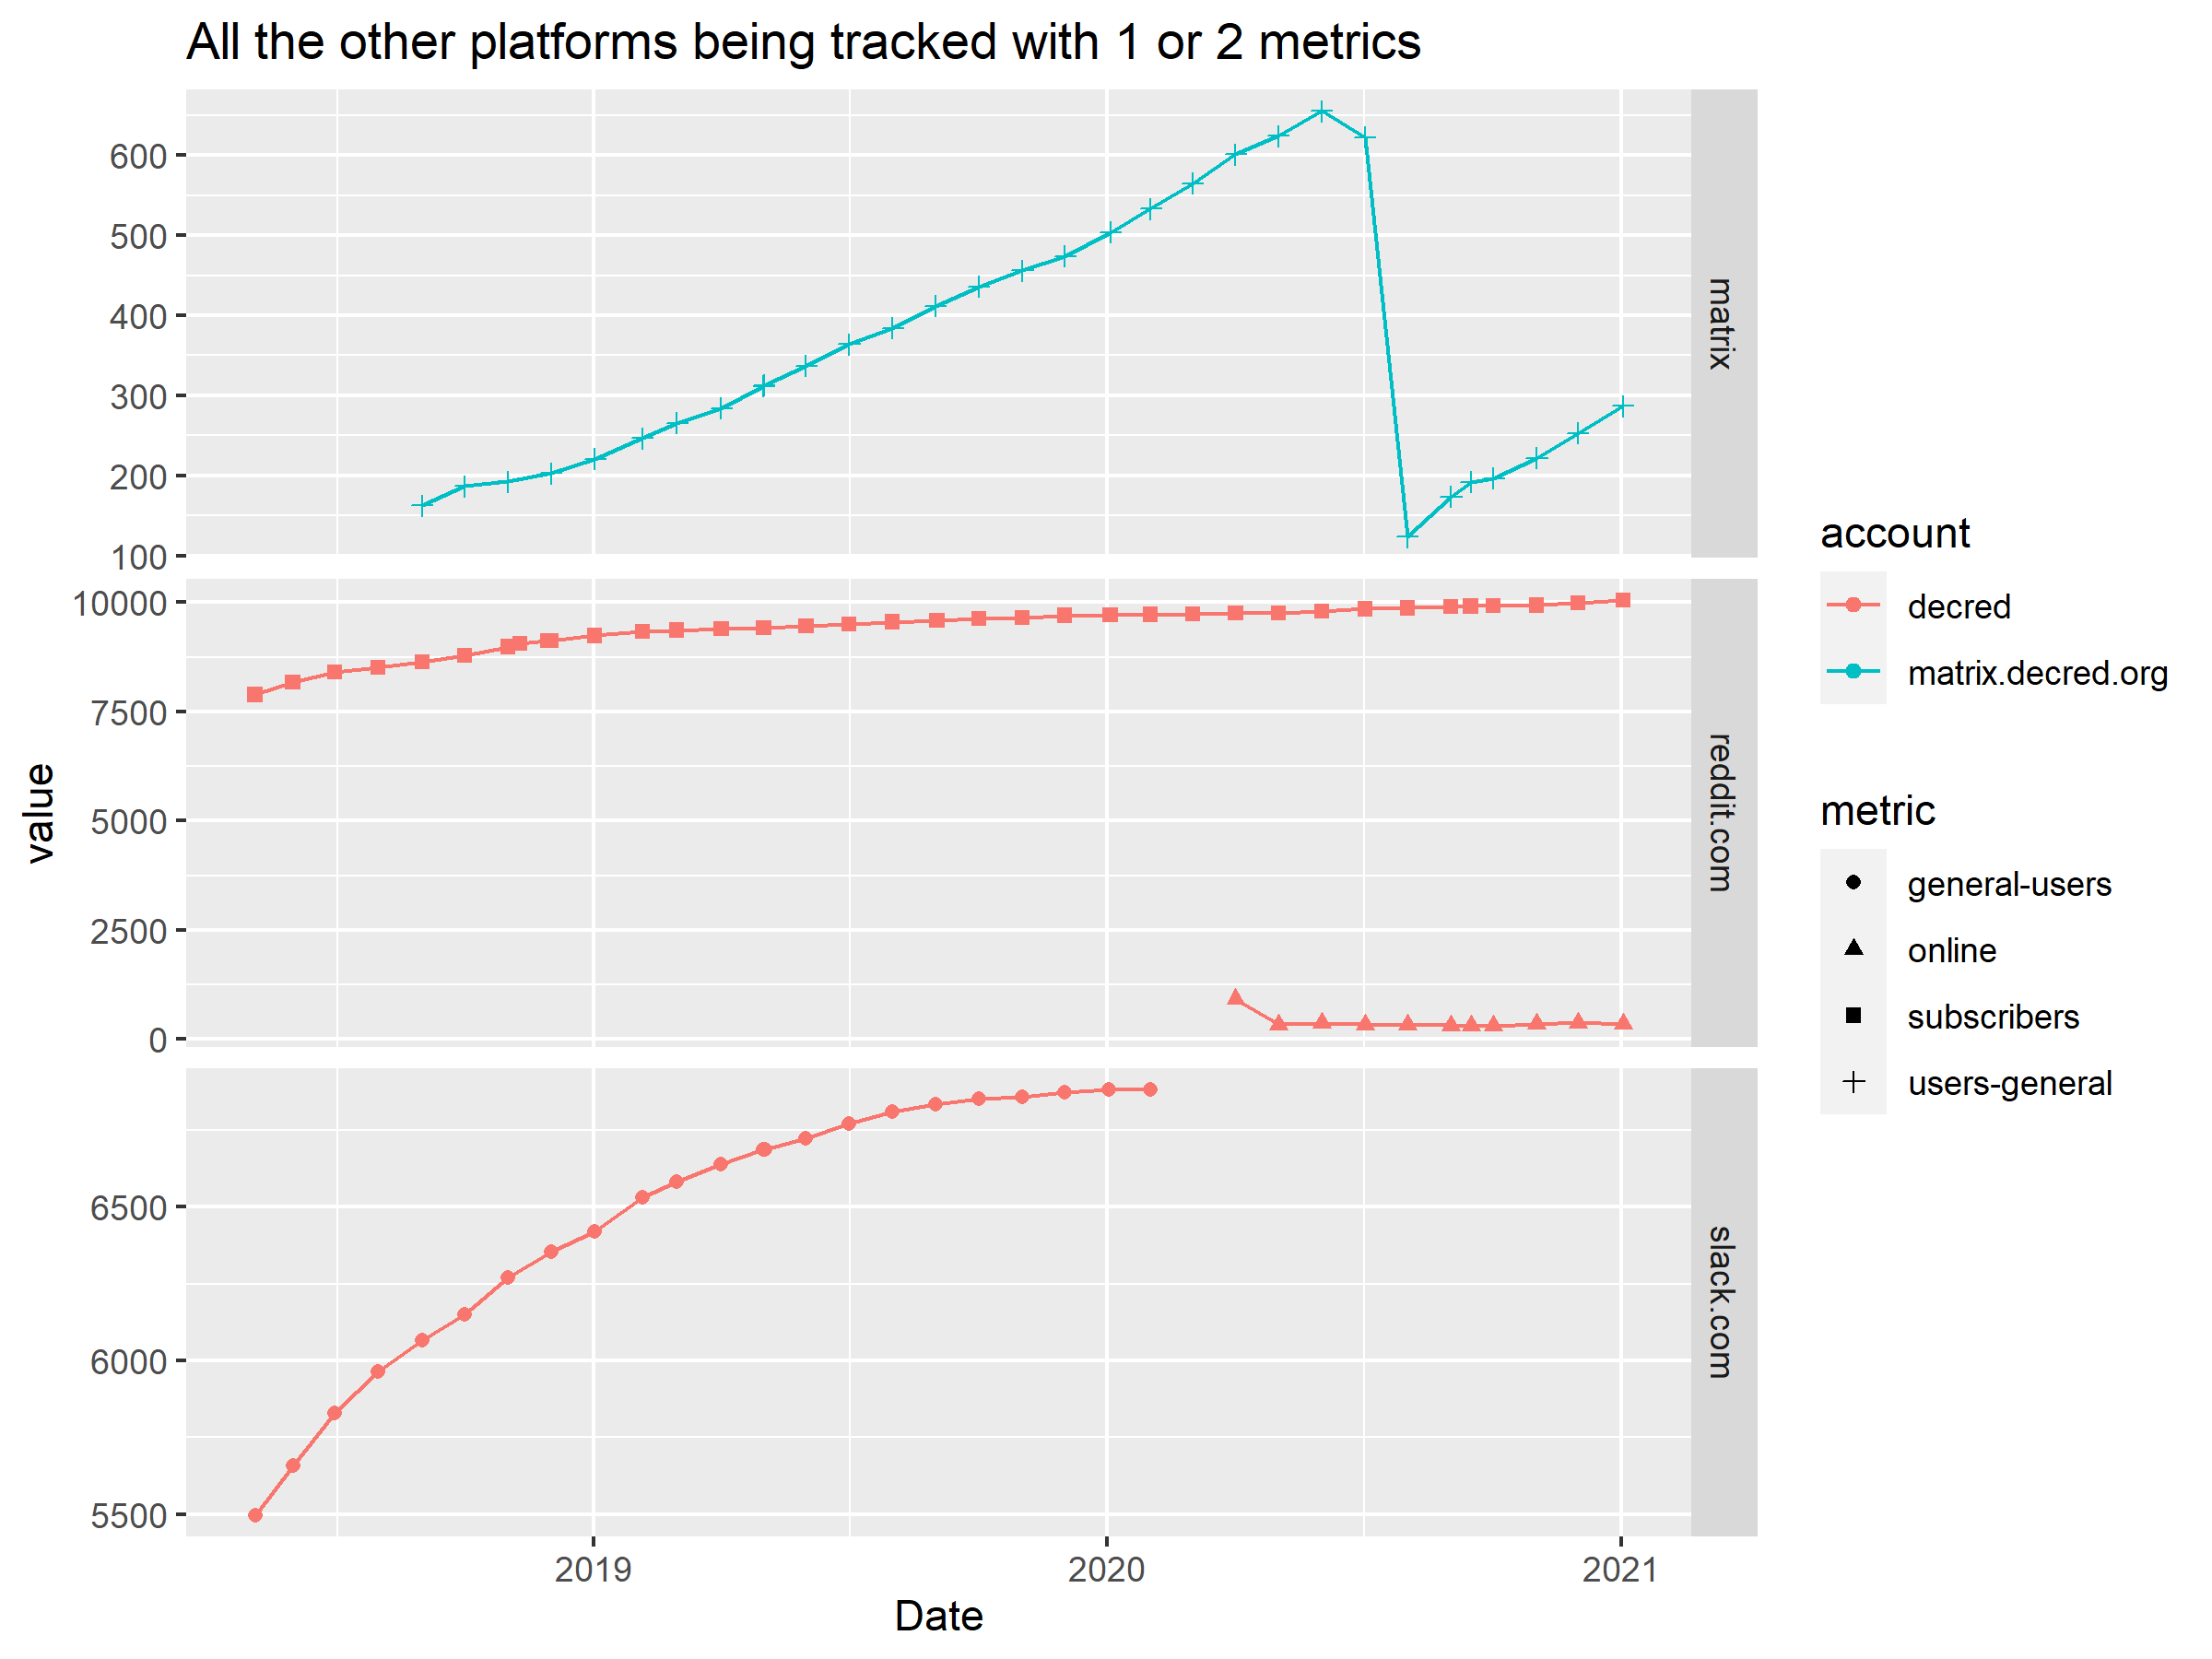 All the other platforms being tracked with 1 or 2 metrics
600
500
400
300
200
100
matrix
10000
7500
5000
2500
0
reddit.com
6500
6000
5500
slack.com
value
2019
2020
2021
Date
account
decred
matrix.decred.org
metric
general-users
online
subscribers
users-general